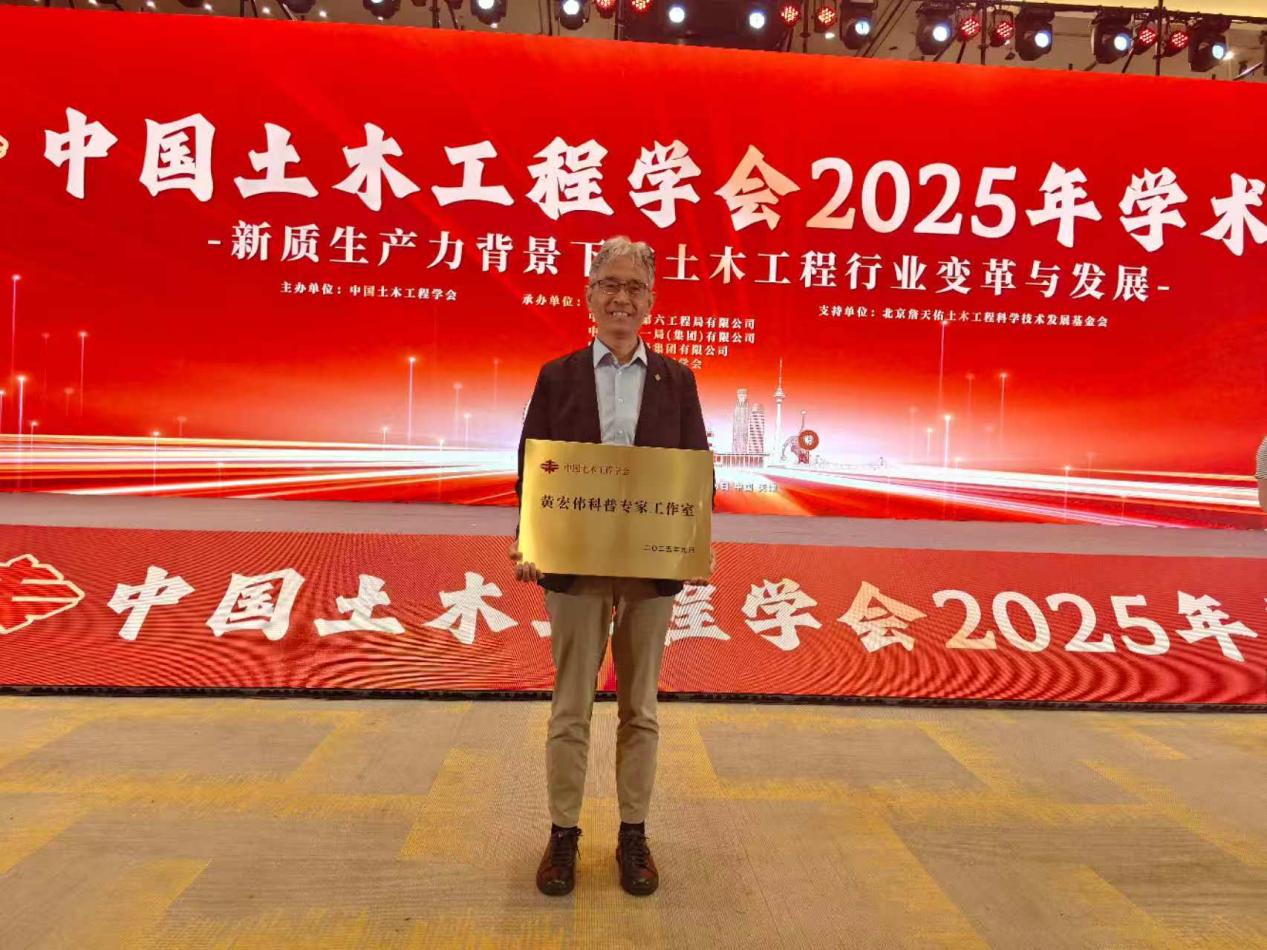 中国土木工程学会2025年学术
-新质生产力背景下 土木工程行业变革与发展-
主办单位：中国土木工程学会
承办单位：
第六工程局有限公司
一局(集团)有限公司
集团有限公司
学会
支持单位：北京詹天佑土木工程科学技术发展基金会
中国土木工程学会
黄宏伟科普专家工作室
二〇二五年九月
中国土木 程学会2025年